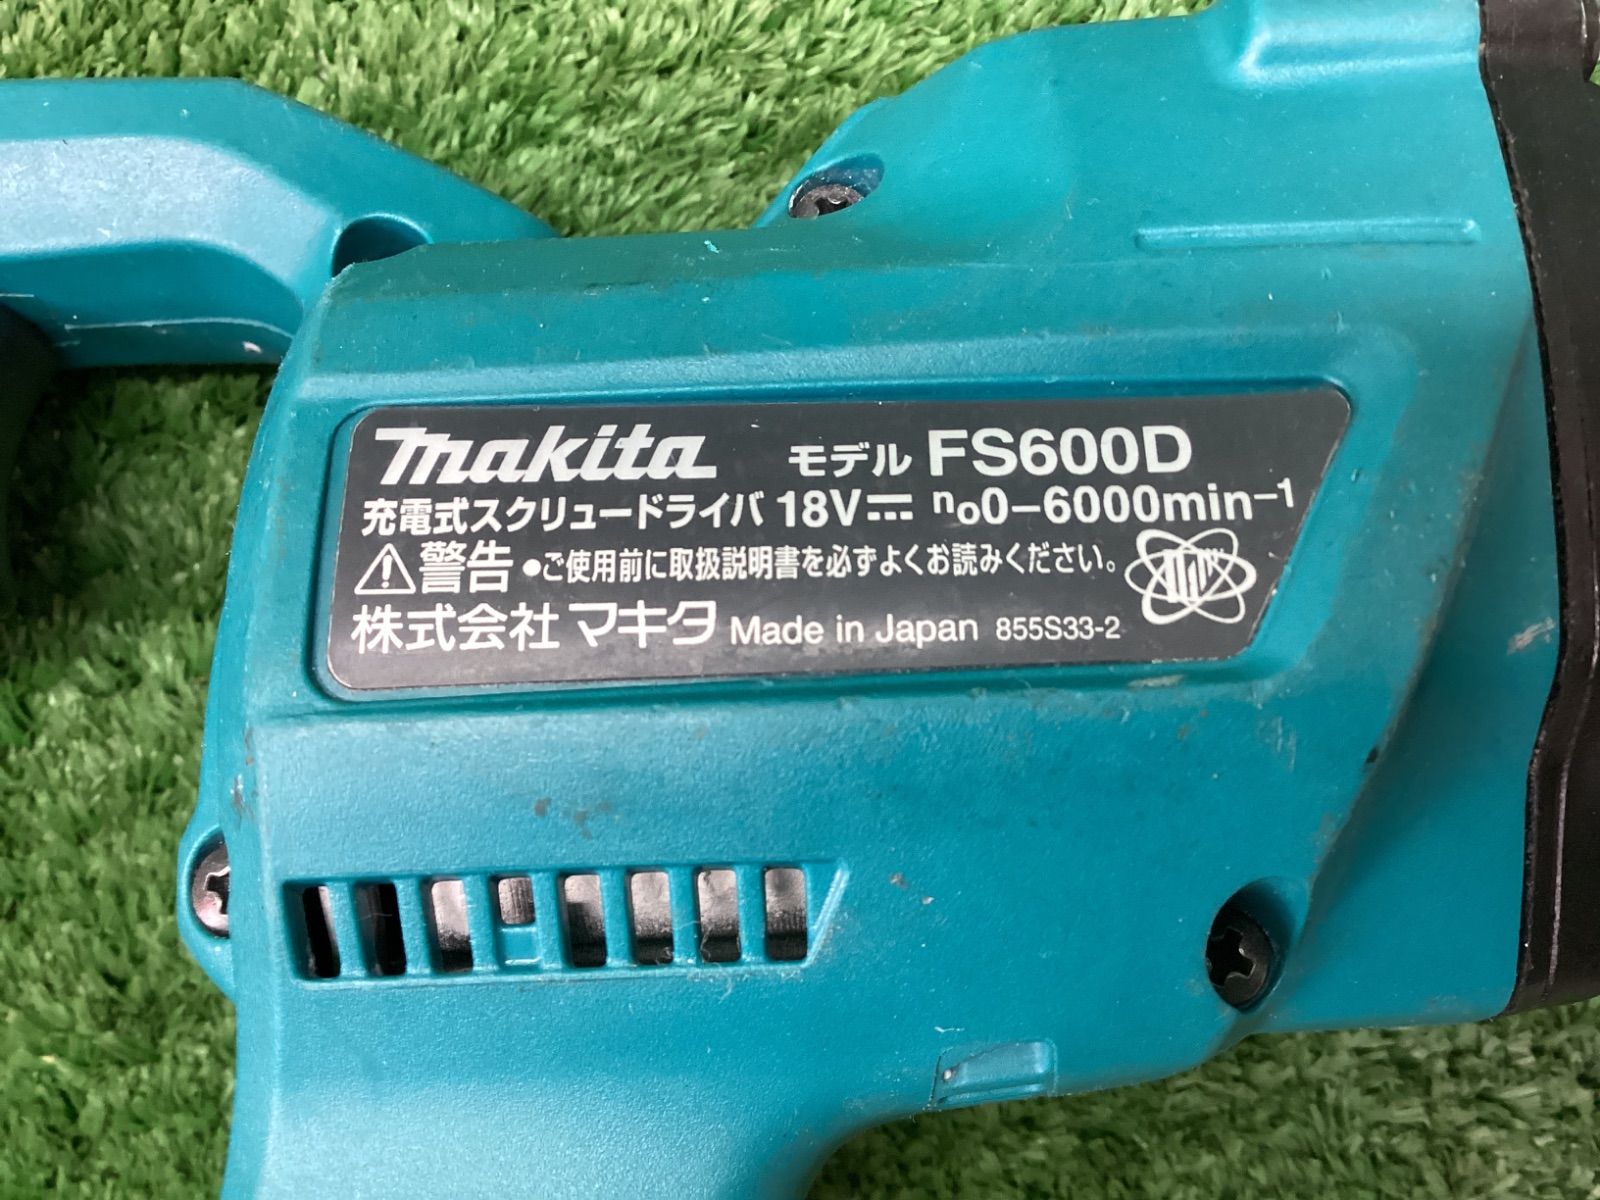 makita モデル FS600D
充電式スクリュードライバ 18V⎓ n₀0-6000min⁻¹
⚠警告 ●ご使用前に取扱説明書を必ずよくお読みください。
株式会社 マキタ Made in Japan 855S33-2